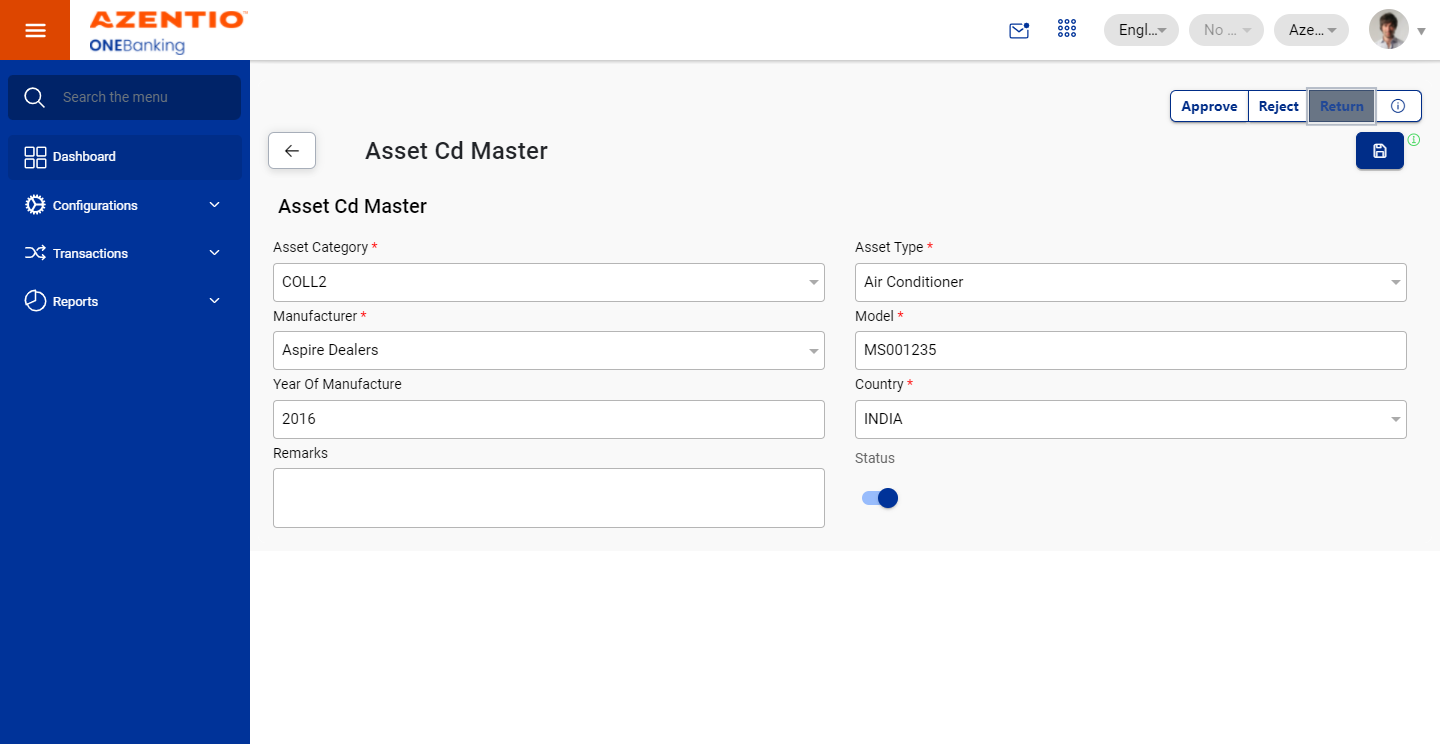 AZENTIO™
ONEBanking
Engl...
No ...
Aze...
Search the menu
Dashboard
Configurations
Transactions
Reports
Approve
Reject
Return
Asset Cd Master
Asset Cd Master
Asset Category *
COLL2
Asset Type *
Air Conditioner
Manufacturer *
Aspire Dealers
Model *
MS001235
Year Of Manufacture
2016
Country *
INDIA
Remarks
Status